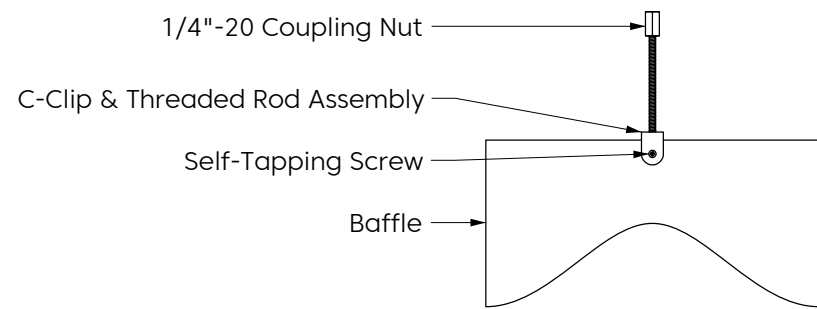 1/4"-20 Coupling Nut
C-Clip & Threaded Rod Assembly
Self-Tapping Screw
Baffle